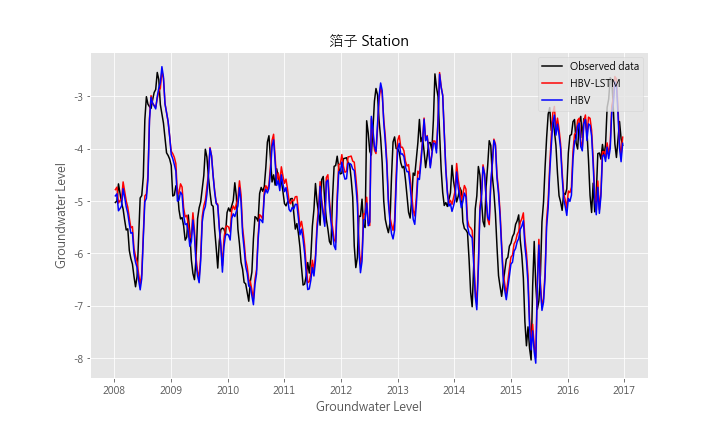 箔子 Station
Observed data
HBV-LSTM
HBV
Groundwater Level
-3
-4
-5
-6
-7
-8
2008 2009 2010 2011 2012 2013 2014 2015 2016 2017
Groundwater Level